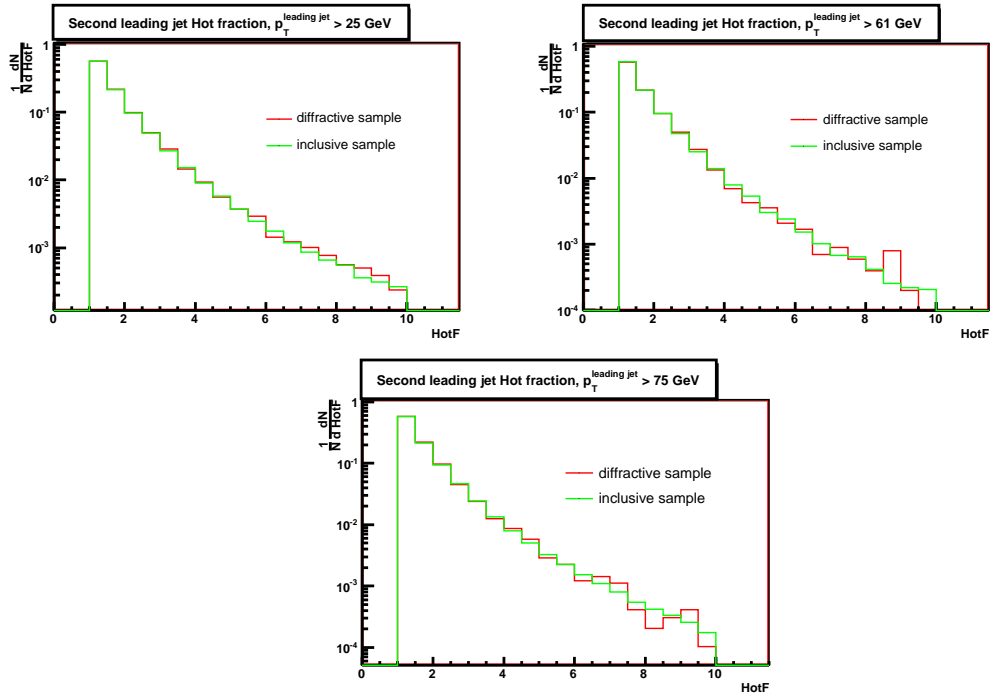 Second leading jet Hot fraction, p_T^leading jet > 25 GeV
1/N dN/d HotF
1
10^-1
10^-2
10^-3
diffractive sample
inclusive sample
0 2 4 6 8 10
HotF
Second leading jet Hot fraction, p_T^leading jet > 61 GeV
1/N dN/d HotF
1
10^-1
10^-2
10^-3
10^-4
diffractive sample
inclusive sample
0 2 4 6 8 10
HotF
Second leading jet Hot fraction, p_T^leading jet > 75 GeV
1/N dN/d HotF
1
10^-1
10^-2
10^-3
10^-4
diffractive sample
inclusive sample
0 2 4 6 8 10
HotF